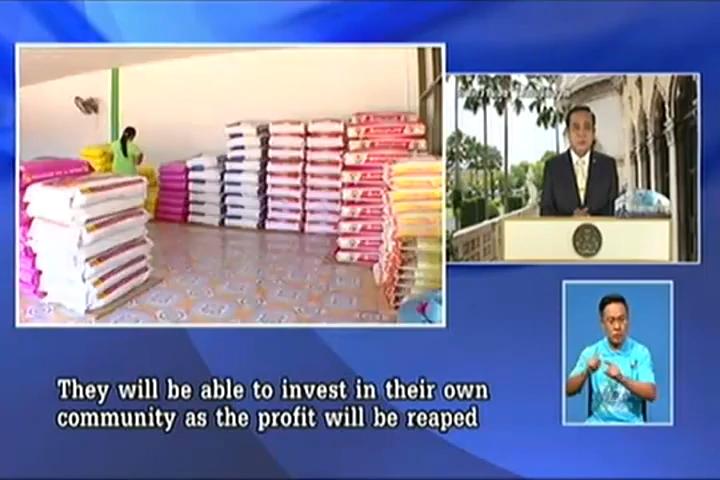 They will be able to invest in their own
community as the profit will be reaped